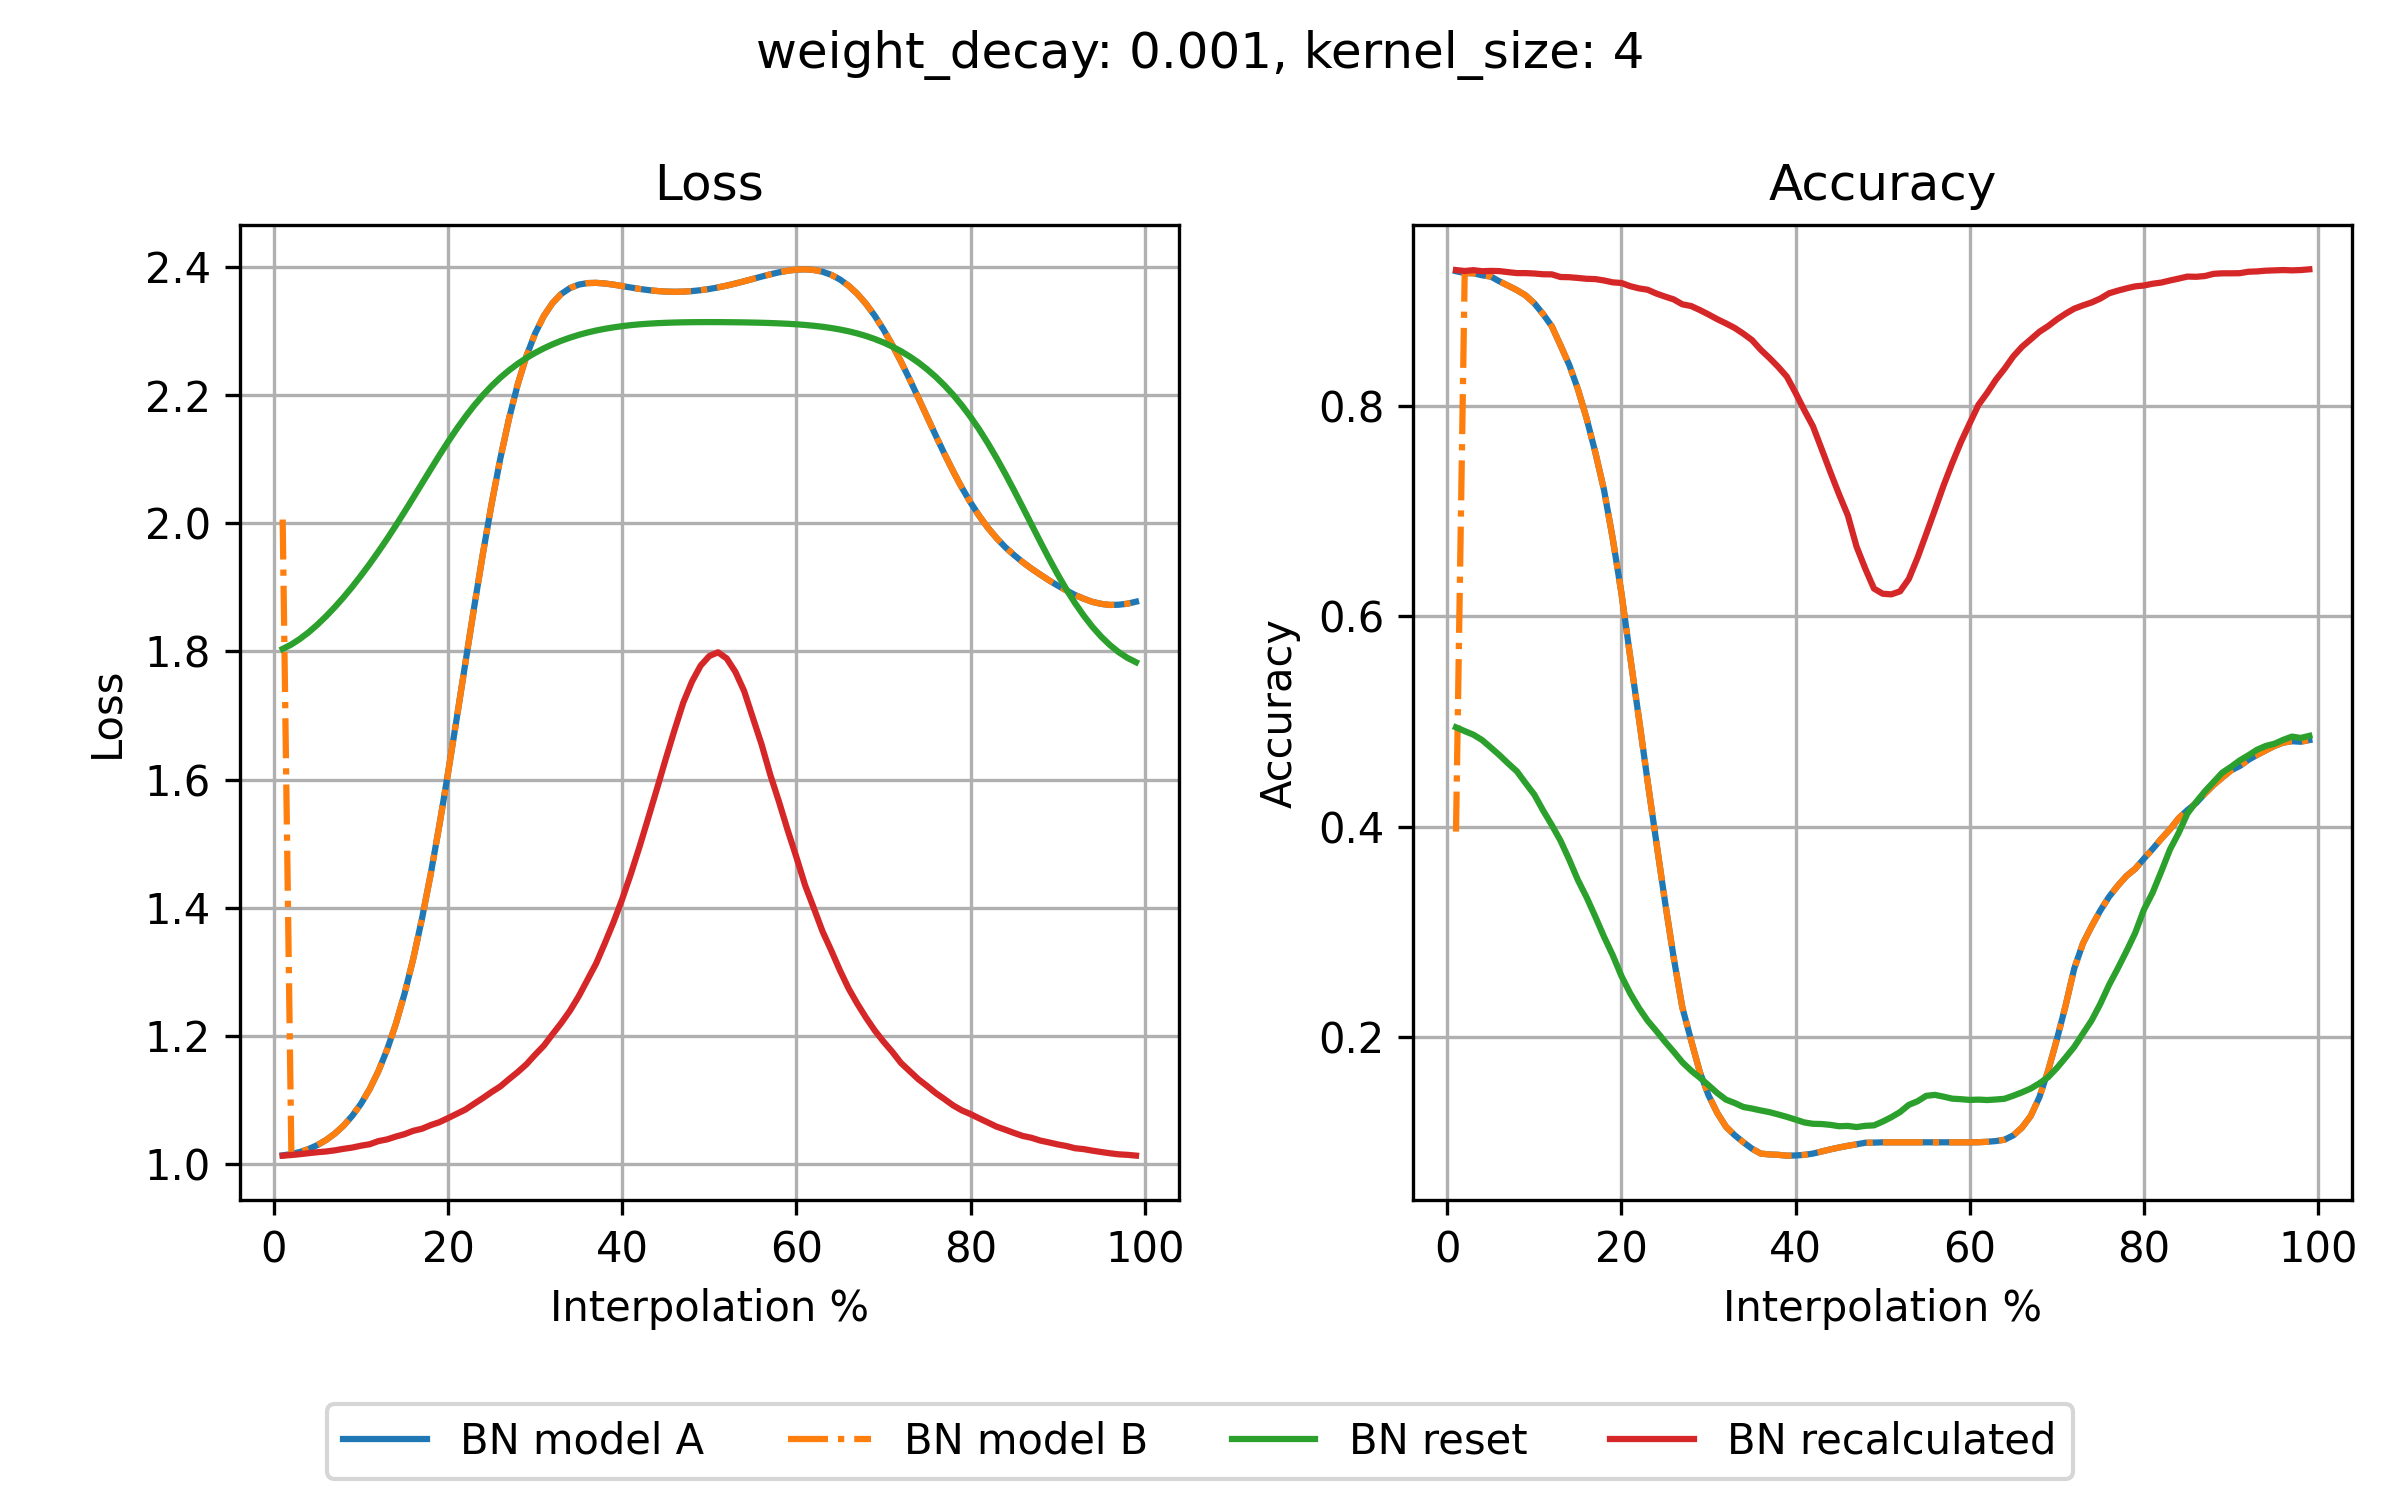 weight_decay: 0.001, kernel_size: 4
Loss
2.4
2.2
2.0
1.8
1.6
1.4
1.2
1.0
Loss
0 20 40 60 80 100
Interpolation %
Accuracy
0.8
0.6
0.4
0.2
Accuracy
0 20 40 60 80 100
Interpolation %
BN model A BN model B BN reset BN recalculated